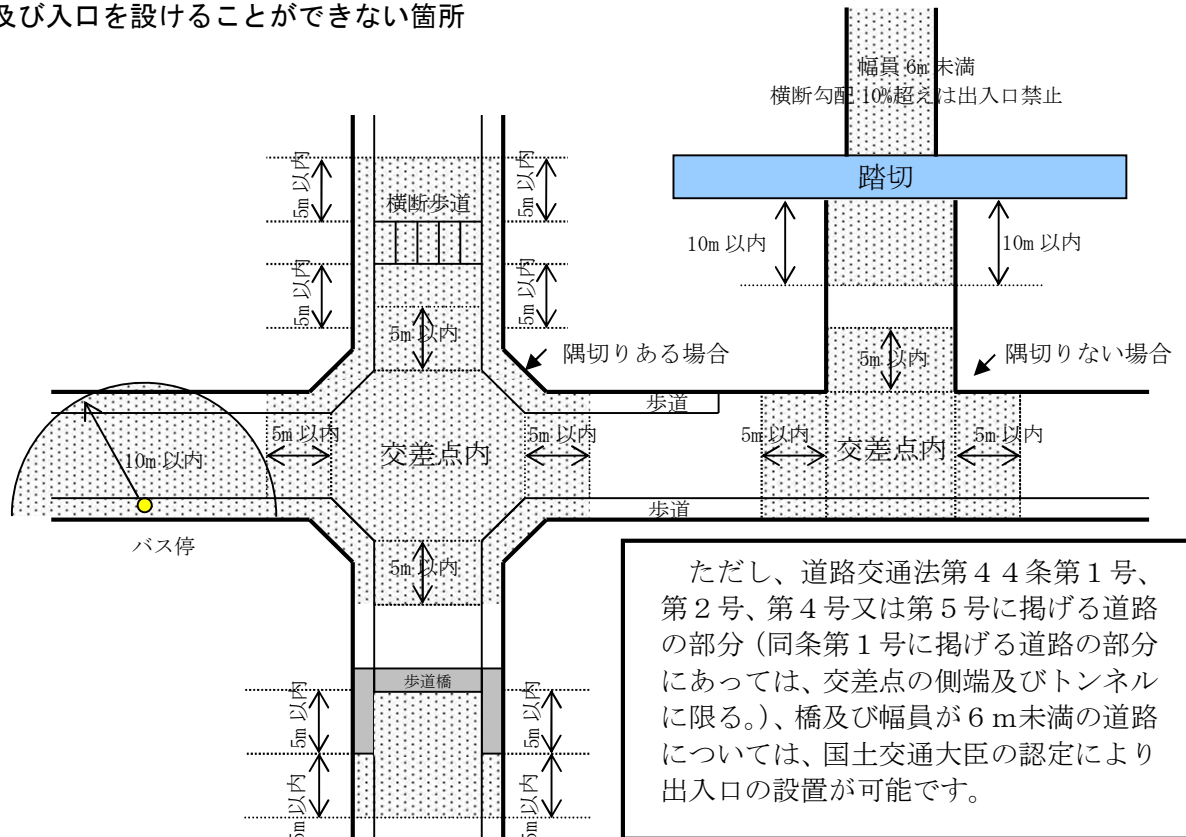 及び入口を設けることができない箇所
幅員 6m 未満
横断勾配 10%超えは出入口禁止
踏切
5m 以内
5m 以内
横断歩道
10m 以内
10m 以内
5m 以内
5m 以内
5m 以内
隅切りある場合
5m 以内
隅切りない場合
歩道
5m 以内
交差点内
5m 以内
5m 以内
交差点内
5m 以内
10m 以内
歩道
バス停
5m 以内
ただし、道路交通法第４４条第１号、
第２号、第４号又は第５号に掲げる道路
の部分（同条第１号に掲げる道路の部分
にあっては、交差点の側端及びトンネル
に限る。）、橋及び幅員が６ｍ未満の道路
については、国土交通大臣の認定により
出入口の設置が可能です。
歩道橋
5m 以内
5m 以内
5m 以内
5m 以内